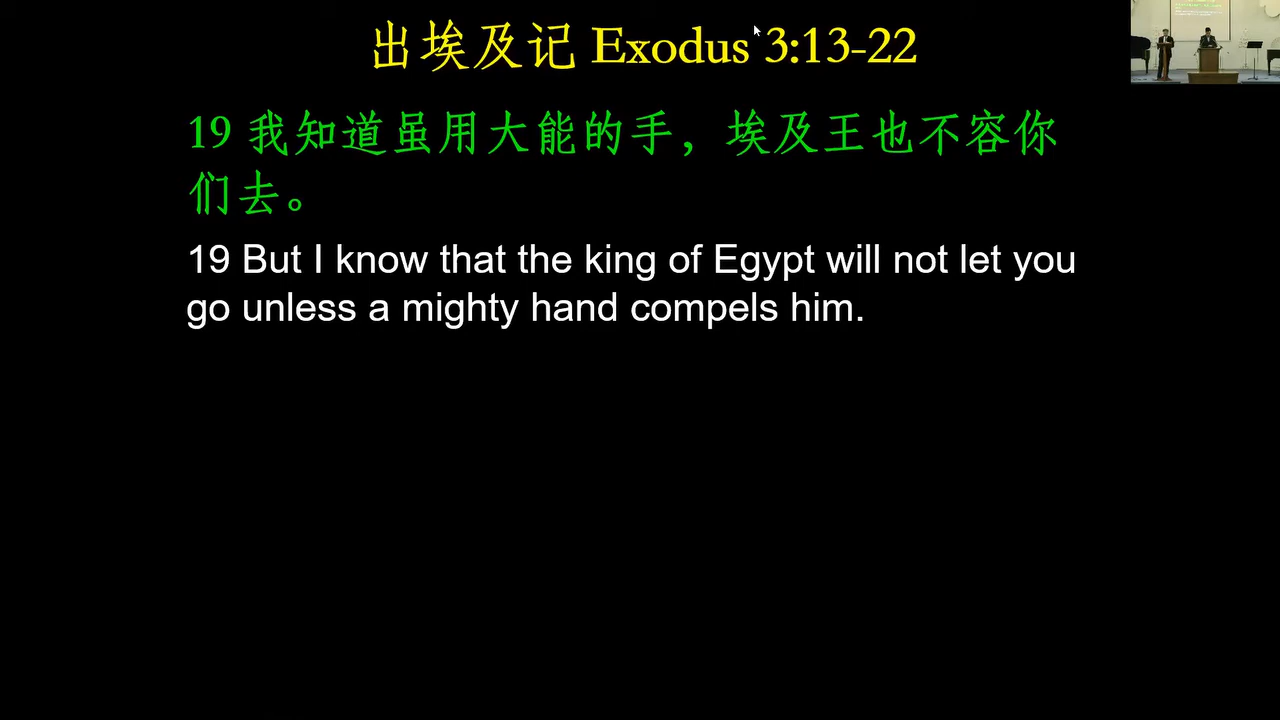 出埃及记 Exodus 3:13-22
19 我知道虽用大能的手，埃及王也不容你
们去。
19 But I know that the king of Egypt will not let you
go unless a mighty hand compels him.